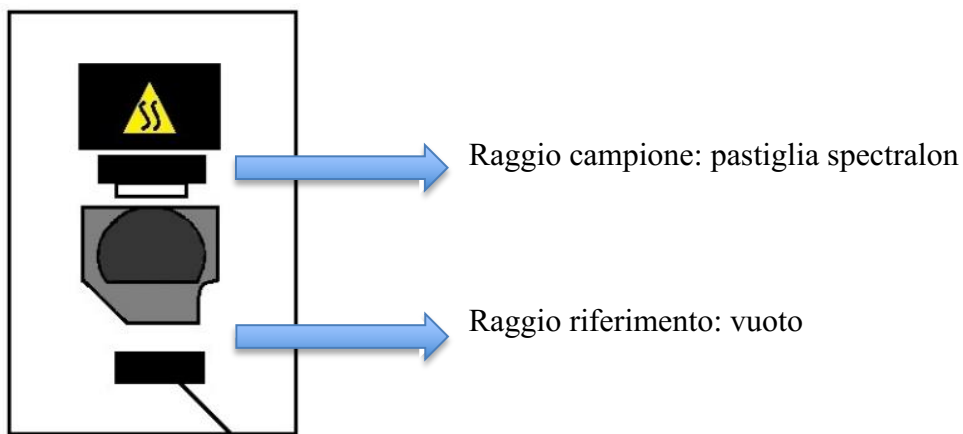 Raggio campione: pastiglia spectralon
Raggio riferimento: vuoto